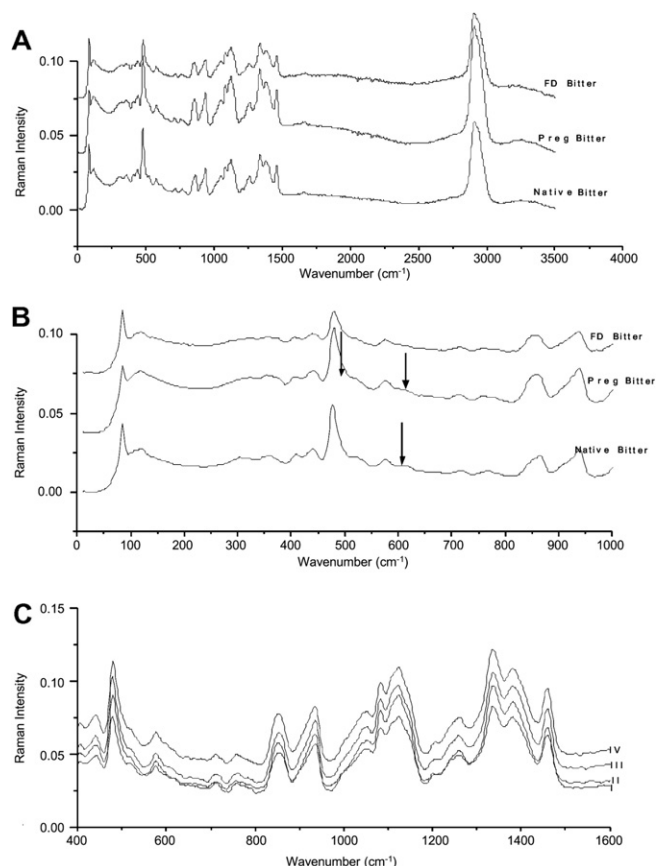 A
0.10
FD Bitter
0.05
Preg Bitter
Raman Intensity
0.00
Native Bitter
0 500 1000 1500 2000 2500 3000 3500 4000
Wavenumber (cm-1)
B
0.10
FD Bitter
Preg Bitter
0.05
Raman Intensity
Native Bitter
0.00
0 100 200 300 400 500 600 700 800 900 1000
Wavenumber (cm-1)
C
0.15
0.10
Raman Intensity
0.05
IV
III
II
I
0.00
400 600 800 1000 1200 1400 1600
Wavenumber (cm-1)